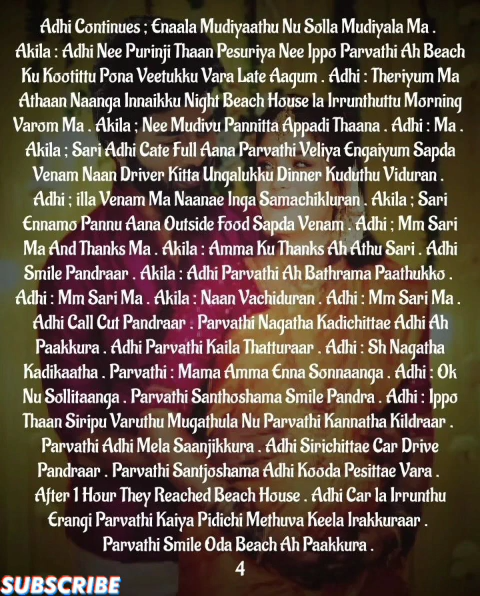 Adhi Continues ; Enaala Mudiyaathu Nu Solla Mudiyala Ma .
Akila : Adhi Nee Purinji Thaan Pesuriya Nee Ippo Parvathi Ah Beach
Ku Kootittu Pona Veetukku Vara Late Aagum . Adhi : Theriyum Ma
Athaan Naanga Innaikku Night Beach House la Irrunthuttu Morning
Varom Ma . Akila ; Nee Mudivu Pannitta Appadi Thaana . Adhi : Ma .
Akila ; Sari Adhi Cate Full Aana Parvathi Veliya Engaiyum Sapda
Venam Naan Driver Kitta Ungalukku Dinner Kuduthu Viduran .
Adhi ; illa Venam Ma Naanae Inga Samachikluran . Akila ; Sari
Ennamo Pannu Aana Outside Food Sapda Venam . Adhi ; Mm Sari
Ma And Thanks Ma . Akila : Amma Ku Thanks Ah Athu Sari . Adhi
Smile Pandraar . Akila : Adhi Parvathi Ah Bathrama Paathukko .
Adhi : Mm Sari Ma . Akila : Naan Vachiduran . Adhi : Mm Sari Ma .
Adhi Call Cut Pandraar . Parvathi Nagatha Kadichittae Adhi Ah
Paakkura . Adhi Parvathi Kaila Thatturaar . Adhi : Sh Nagatha
Kadikaatha . Parvathi : Mama Amma Enna Sonnaanga . Adhi : Ok
Nu Sollitaanga . Parvathi Santhoshama Smile Pandra . Adhi : Ippo
Thaan Siripu Varuthu Mugathula Nu Parvathi Kannatha Kildraar .
Parvathi Adhi Mela Saanjikkura . Adhi Sirichittae Car Drive
Pandraar . Parvathi Santjoshama Adhi Kooda Pesittae Vara .
After 1 Hour They Reached Beach House . Adhi Car la Irrunthu
Erangi Parvathi Kaiya Pidichi Methuva Keela Irakkuraar .
Parvathi Smile Oda Beach Ah Paakkura .
4
SUBSCRIBE